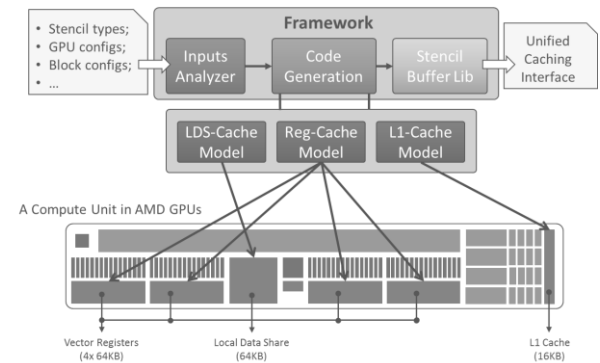 Framework
• Stencil types;
• GPU configs;
• Block configs;
• ...
Inputs
Analyzer
Code
Generation
Stencil
Buffer Lib
Unified
Caching
Interface
LDS-Cache
Model
Reg-Cache
Model
L1-Cache
Model
A Compute Unit in AMD GPUs
Vector Registers
(4x 64KB)
Local Data Share
(64KB)
L1 Cache
(16KB)